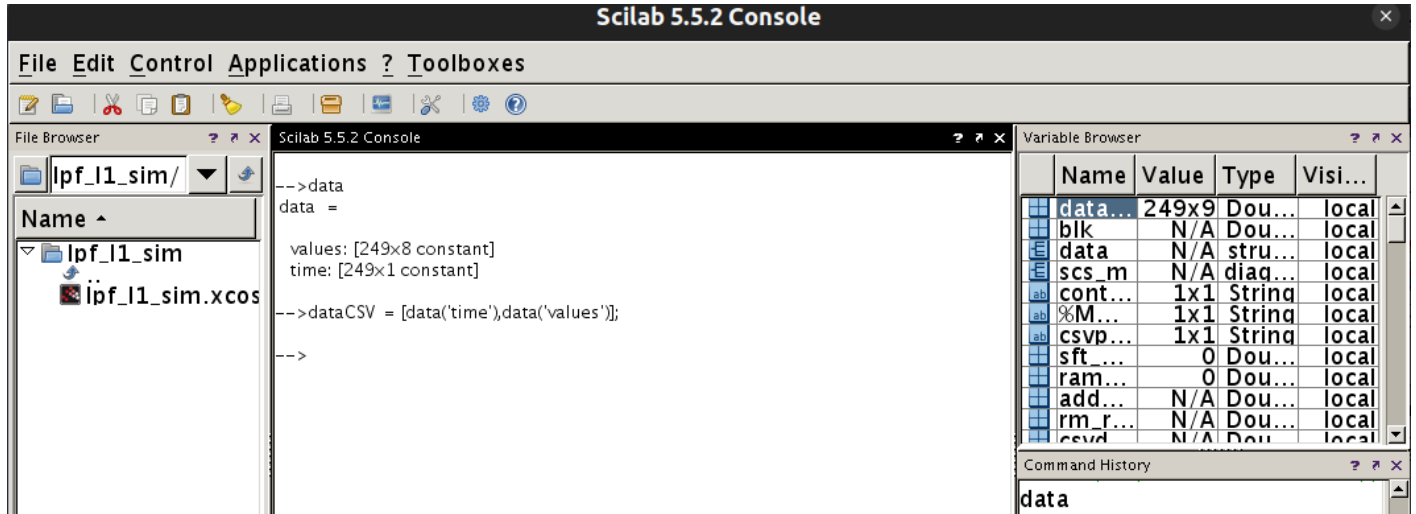 Scilab 5.5.2 Console
File Edit Control Applications ? Toolboxes
File Browser
lpf_l1_sim/
Name
lpf_l1_sim
..
lpf_l1_sim.xcos
Scilab 5.5.2 Console
-->data
data =
values: [249x8 constant]
time: [249x1 constant]
-->dataCSV = [data('time'),data('values')];
-->
Variable Browser
Name Value Type Visi...
data... 249x9 Dou... local
blk N/A Dou... local
data N/A stru... local
scs_m N/A diag... local
cont... 1x1 String local
%M... 1x1 String local
csvp... 1x1 String local
sft_... 0 Dou... local
ram... 0 Dou... local
add... N/A Dou... local
rm_r... N/A Dou... local
csvd N/A Dou... local
Command History
data